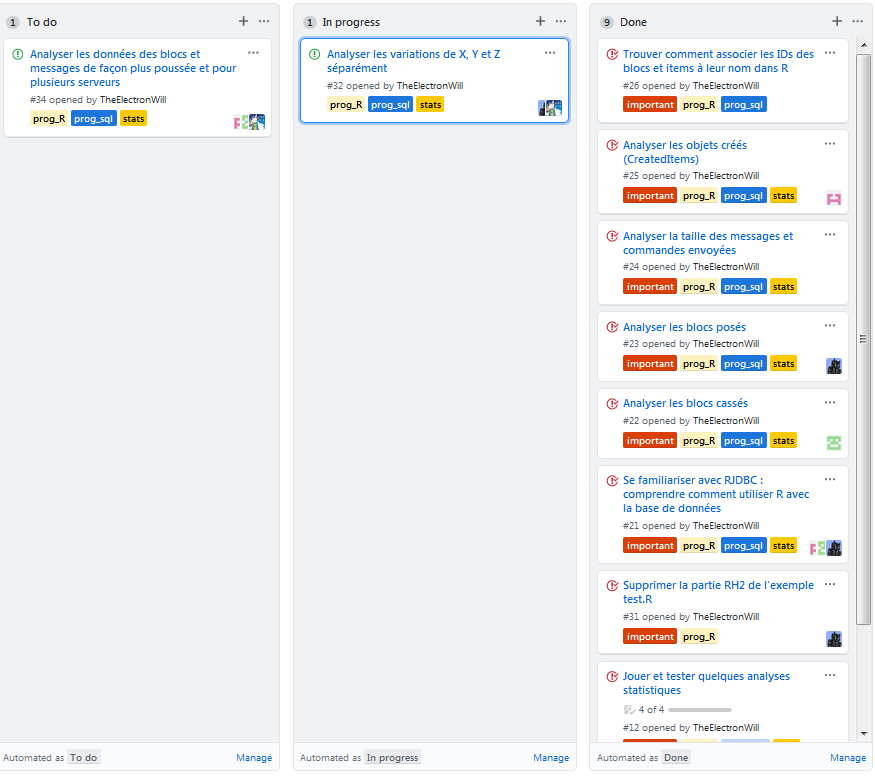 1 To do
Analyser les données des blocs et
messages de façon plus poussée et pour
plusieurs serveurs
#34 opened by TheElectronWill
prog_R prog_sql stats
Automated as To do Manage
1 In progress
Analyser les variations de X, Y et Z
séparément
#32 opened by TheElectronWill
prog_R prog_sql stats
Automated as In progress Manage
9 Done
Trouver comment associer les IDs des
blocs et items à leur nom dans R
#26 opened by TheElectronWill
important prog_R prog_sql
Analyser les objets créés
(CreatedItems)
#25 opened by TheElectronWill
important prog_R prog_sql stats
Analyser la taille des messages et
commandes envoyées
#24 opened by TheElectronWill
important prog_R prog_sql stats
Analyser les blocs posés
#23 opened by TheElectronWill
important prog_R prog_sql stats
Analyser les blocs cassés
#22 opened by TheElectronWill
important prog_R prog_sql stats
Se familiariser avec RJDBC :
comprendre comment utiliser R avec
la base de données
#21 opened by TheElectronWill
important prog_R prog_sql stats
Supprimer la partie RH2 de l'exemple
test.R
#31 opened by TheElectronWill
important prog_R
Jouer et tester quelques analyses
statistiques
4 of 4
#12 opened by TheElectronWill
Automated as Done Manage